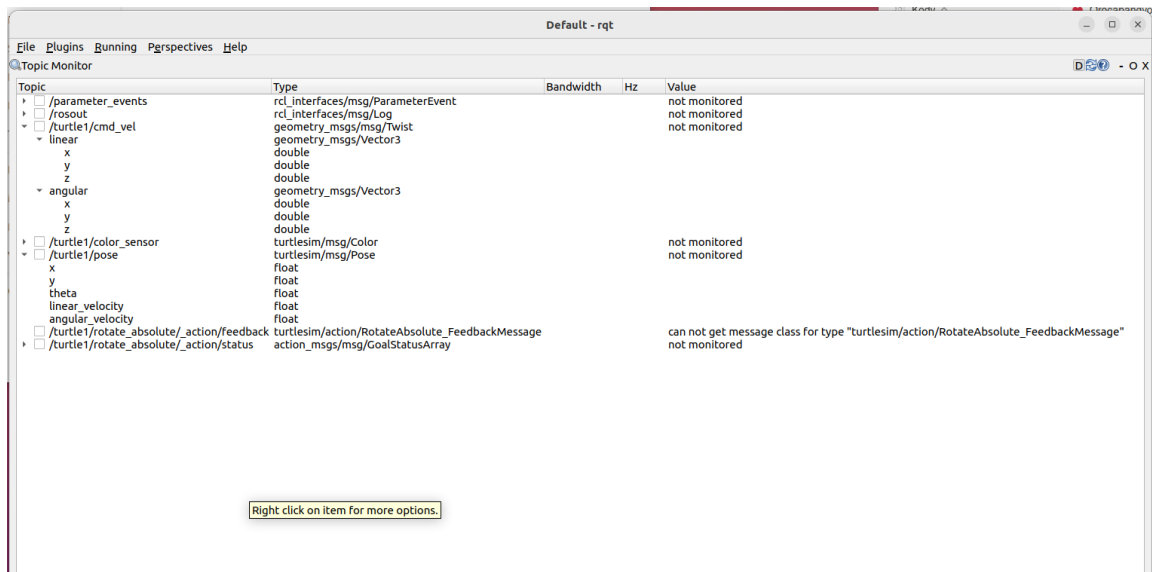 Default - rqt
File Plugins Running Perspectives Help
Topic Monitor D - O X
Topic Type Bandwidth Hz Value
/parameter_events rcl_interfaces/msg/ParameterEvent not monitored
/rosout rcl_interfaces/msg/Log not monitored
/turtle1/cmd_vel geometry_msgs/msg/Twist not monitored
linear geometry_msgs/Vector3
x double
y double
z double
angular geometry_msgs/Vector3
x double
y double
z double
/turtle1/color_sensor turtlesim/msg/Color not monitored
/turtle1/pose turtlesim/msg/Pose not monitored
x float
y float
theta float
linear_velocity float
angular_velocity float
/turtle1/rotate_absolute/_action/feedback turtlesim/action/RotateAbsolute_FeedbackMessage can not get message class for type "turtlesim/action/RotateAbsolute_FeedbackMessage"
/turtle1/rotate_absolute/_action/status action_msgs/msg/GoalStatusArray not monitored
Right click on item for more options.